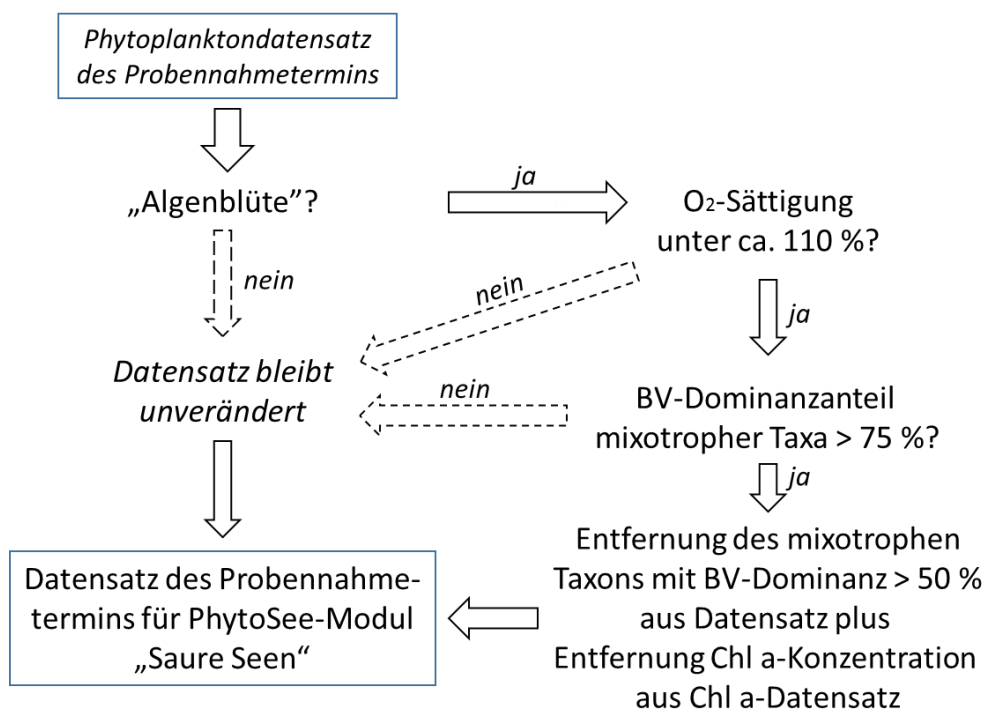 Phytoplanktondatensatz
des Probennahmetermins
„Algenblüte"?
ja
O2-Sättigung
unter ca. 110 %?
nein
nein
ja
Datensatz bleibt
unverändert
nein
BV-Dominanzanteil
mixotropher Taxa > 75 %?
ja
Entfernung des mixotrophen
Taxons mit BV-Dominanz > 50 %
aus Datensatz plus
Entfernung Chl a-Konzentration
aus Chl a-Datensatz
Datensatz des Probennahme-
termins für PhytoSee-Modul
„Saure Seen“